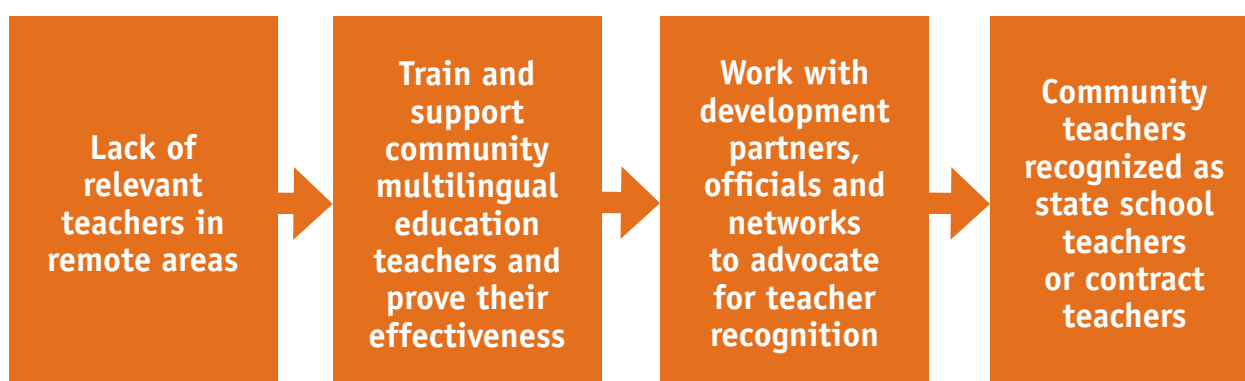 Lack of
relevant
teachers in
remote areas
Train and
support
community
multilingual
education
teachers and
prove their
effectiveness
Work with
development
partners,
officials and
networks
to advocate
for teacher
recognition
Community
teachers
recognized as
state school
teachers
or contract
teachers